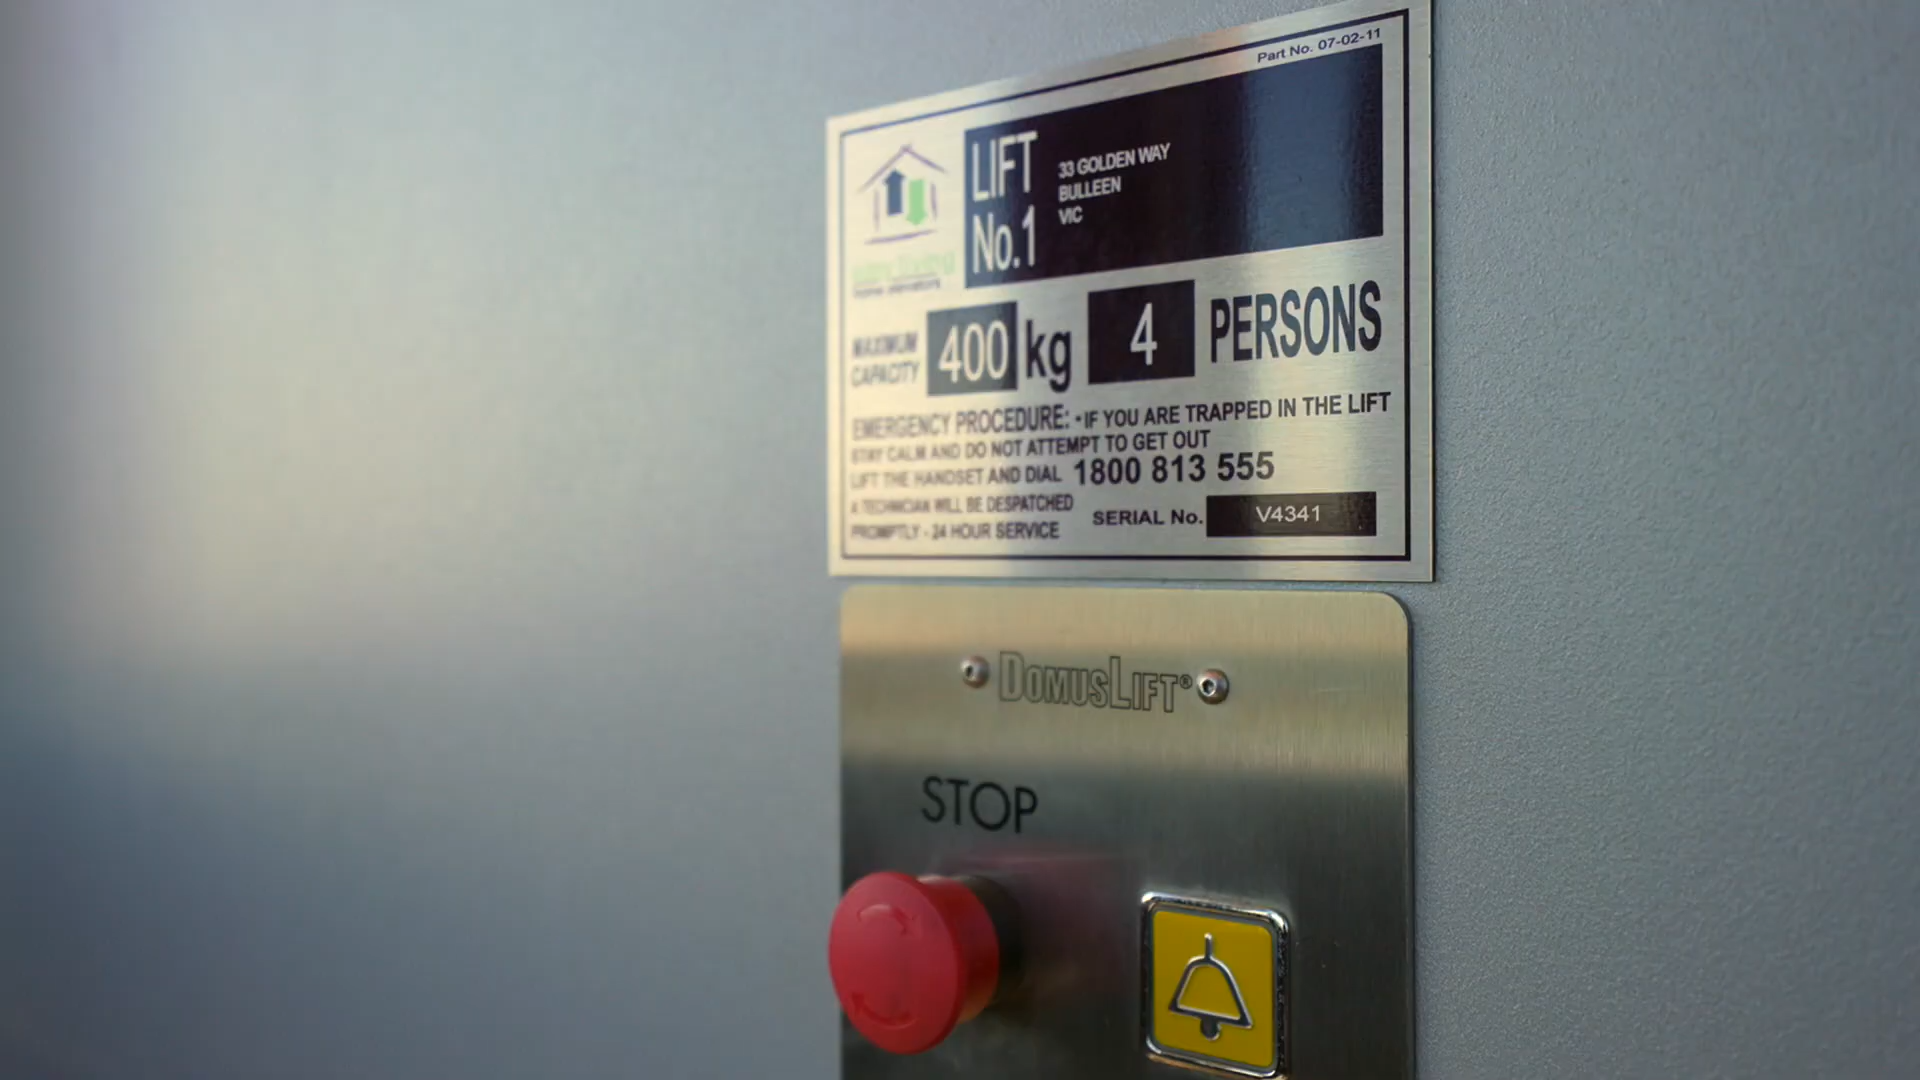 Part No. 07-02-11
LIFT No.1
33 GOLDEN WAY
BULLEEN
VIC
home elevators
MAXIMUM CAPACITY 400 kg 4 PERSONS
EMERGENCY PROCEDURE: •IF YOU ARE TRAPPED IN THE LIFT
STAY CALM AND DO NOT ATTEMPT TO GET OUT
LIFT THE HANDSET AND DIAL 1800 813 555
A TECHNICIAN WILL BE DESPATCHED
PROMPTLY - 24 HOUR SERVICE
SERIAL No. V4341
DOMUSLIFT®
STOP